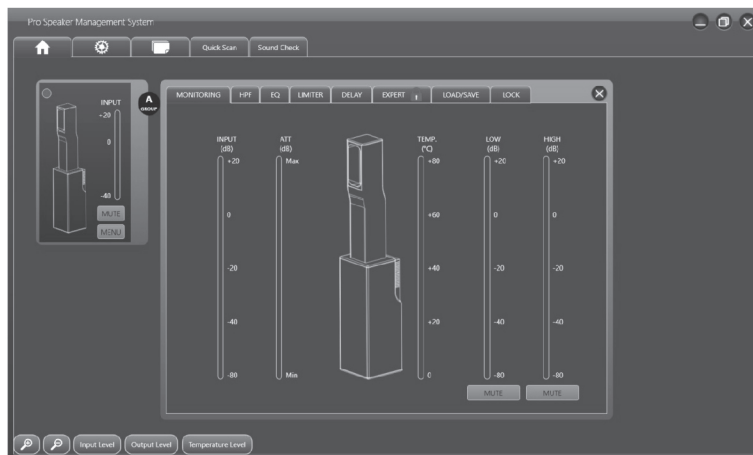 Pro Speaker Management System
Quick Scan
Sound Check
INPUT
+20
0
-40
MUTE
MENU
A
GROUP
MONITORING HPF EQ LIMITER DELAY EXPERT LOAD/SAVE LOCK
INPUT
(dB)
+20
0
-20
-40
-80
ATT
(dB)
Max
Min
TEMP.
(°C)
+80
+60
+40
+20
0
LOW
(dB)
+20
0
-20
-40
-80
MUTE
HIGH
(dB)
+20
0
-20
-40
-80
MUTE
Input Level Output Level Temperature Level